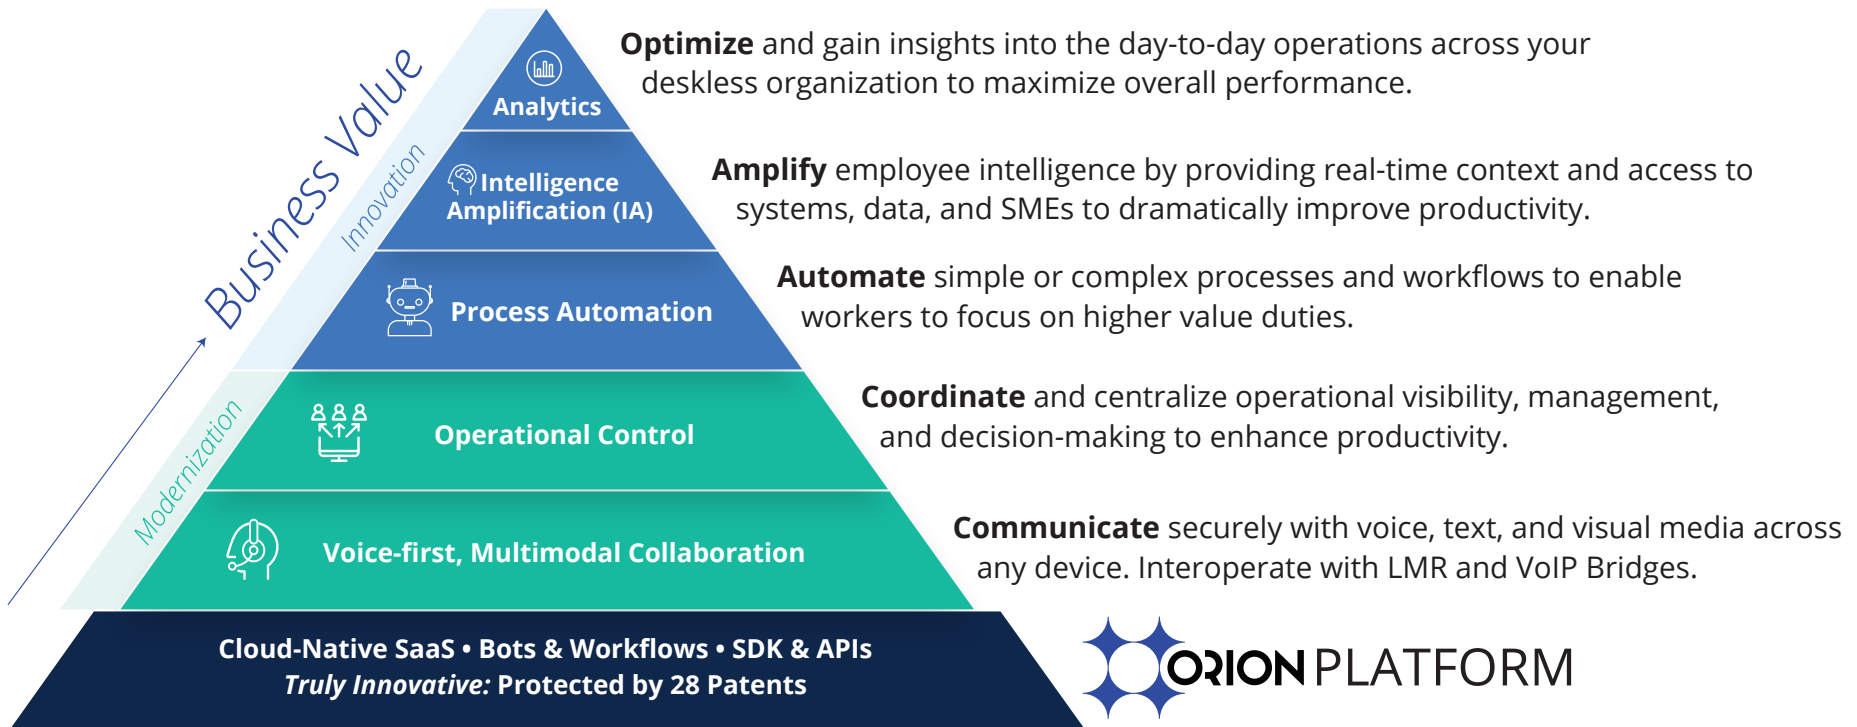 Business Value
Innovation
Modernization
Analytics
Optimize and gain insights into the day-to-day operations across your
deskless organization to maximize overall performance.
Intelligence
Amplification (IA)
Amplify employee intelligence by providing real-time context and access to
systems, data, and SMEs to dramatically improve productivity.
Process Automation
Automate simple or complex processes and workflows to enable
workers to focus on higher value duties.
Operational Control
Coordinate and centralize operational visibility, management,
and decision-making to enhance productivity.
Voice-first, Multimodal Collaboration
Communicate securely with voice, text, and visual media across
any device. Interoperate with LMR and VoIP Bridges.
Cloud-Native SaaS • Bots & Workflows • SDK & APIs
Truly Innovative: Protected by 28 Patents
ORION PLATFORM